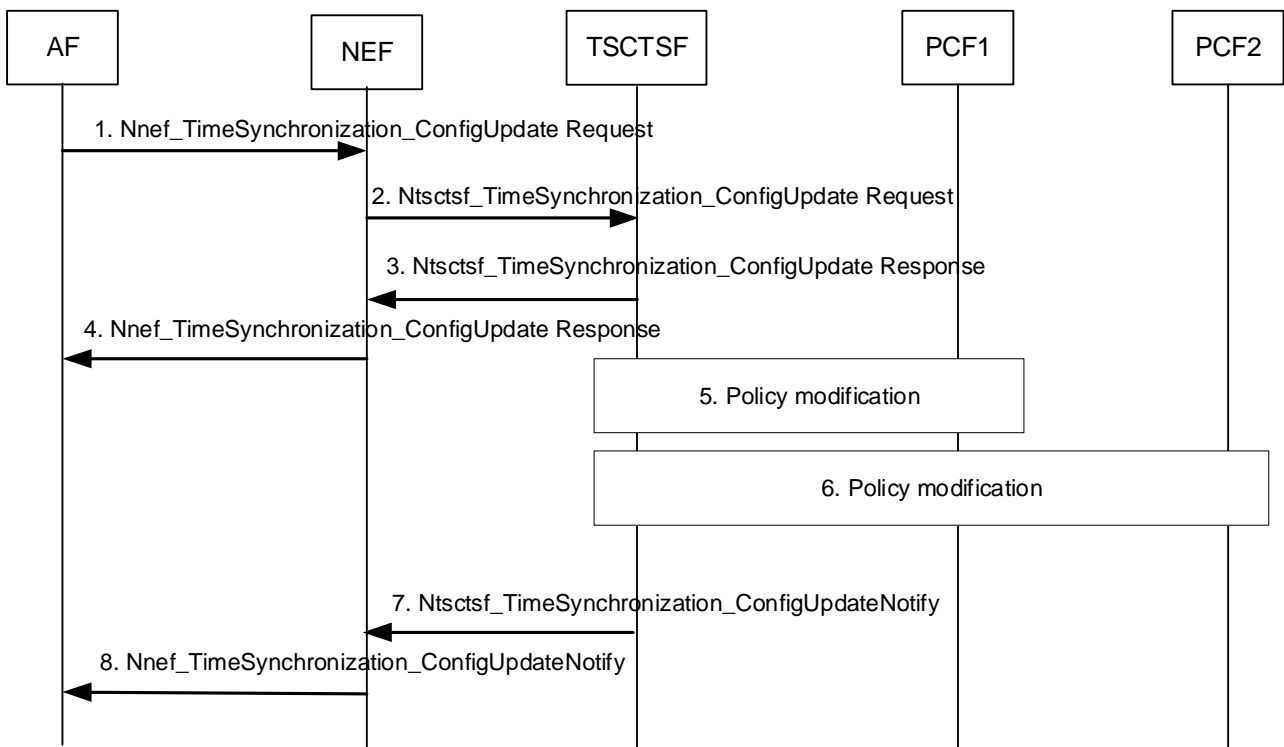 AF
NEF
TSCTSF
PCF1
PCF2
1. Nnef_TimeSynchronization_ConfigUpdate Request
2. Ntsctsf_TimeSynchronization_ConfigUpdate Request
3. Ntsctsf_TimeSynchronization_ConfigUpdate Response
4. Nnef_TimeSynchronization_ConfigUpdate Response
5. Policy modification
6. Policy modification
7. Ntsctsf_TimeSynchronization_ConfigUpdateNotify
8. Nnef_TimeSynchronization_ConfigUpdateNotify